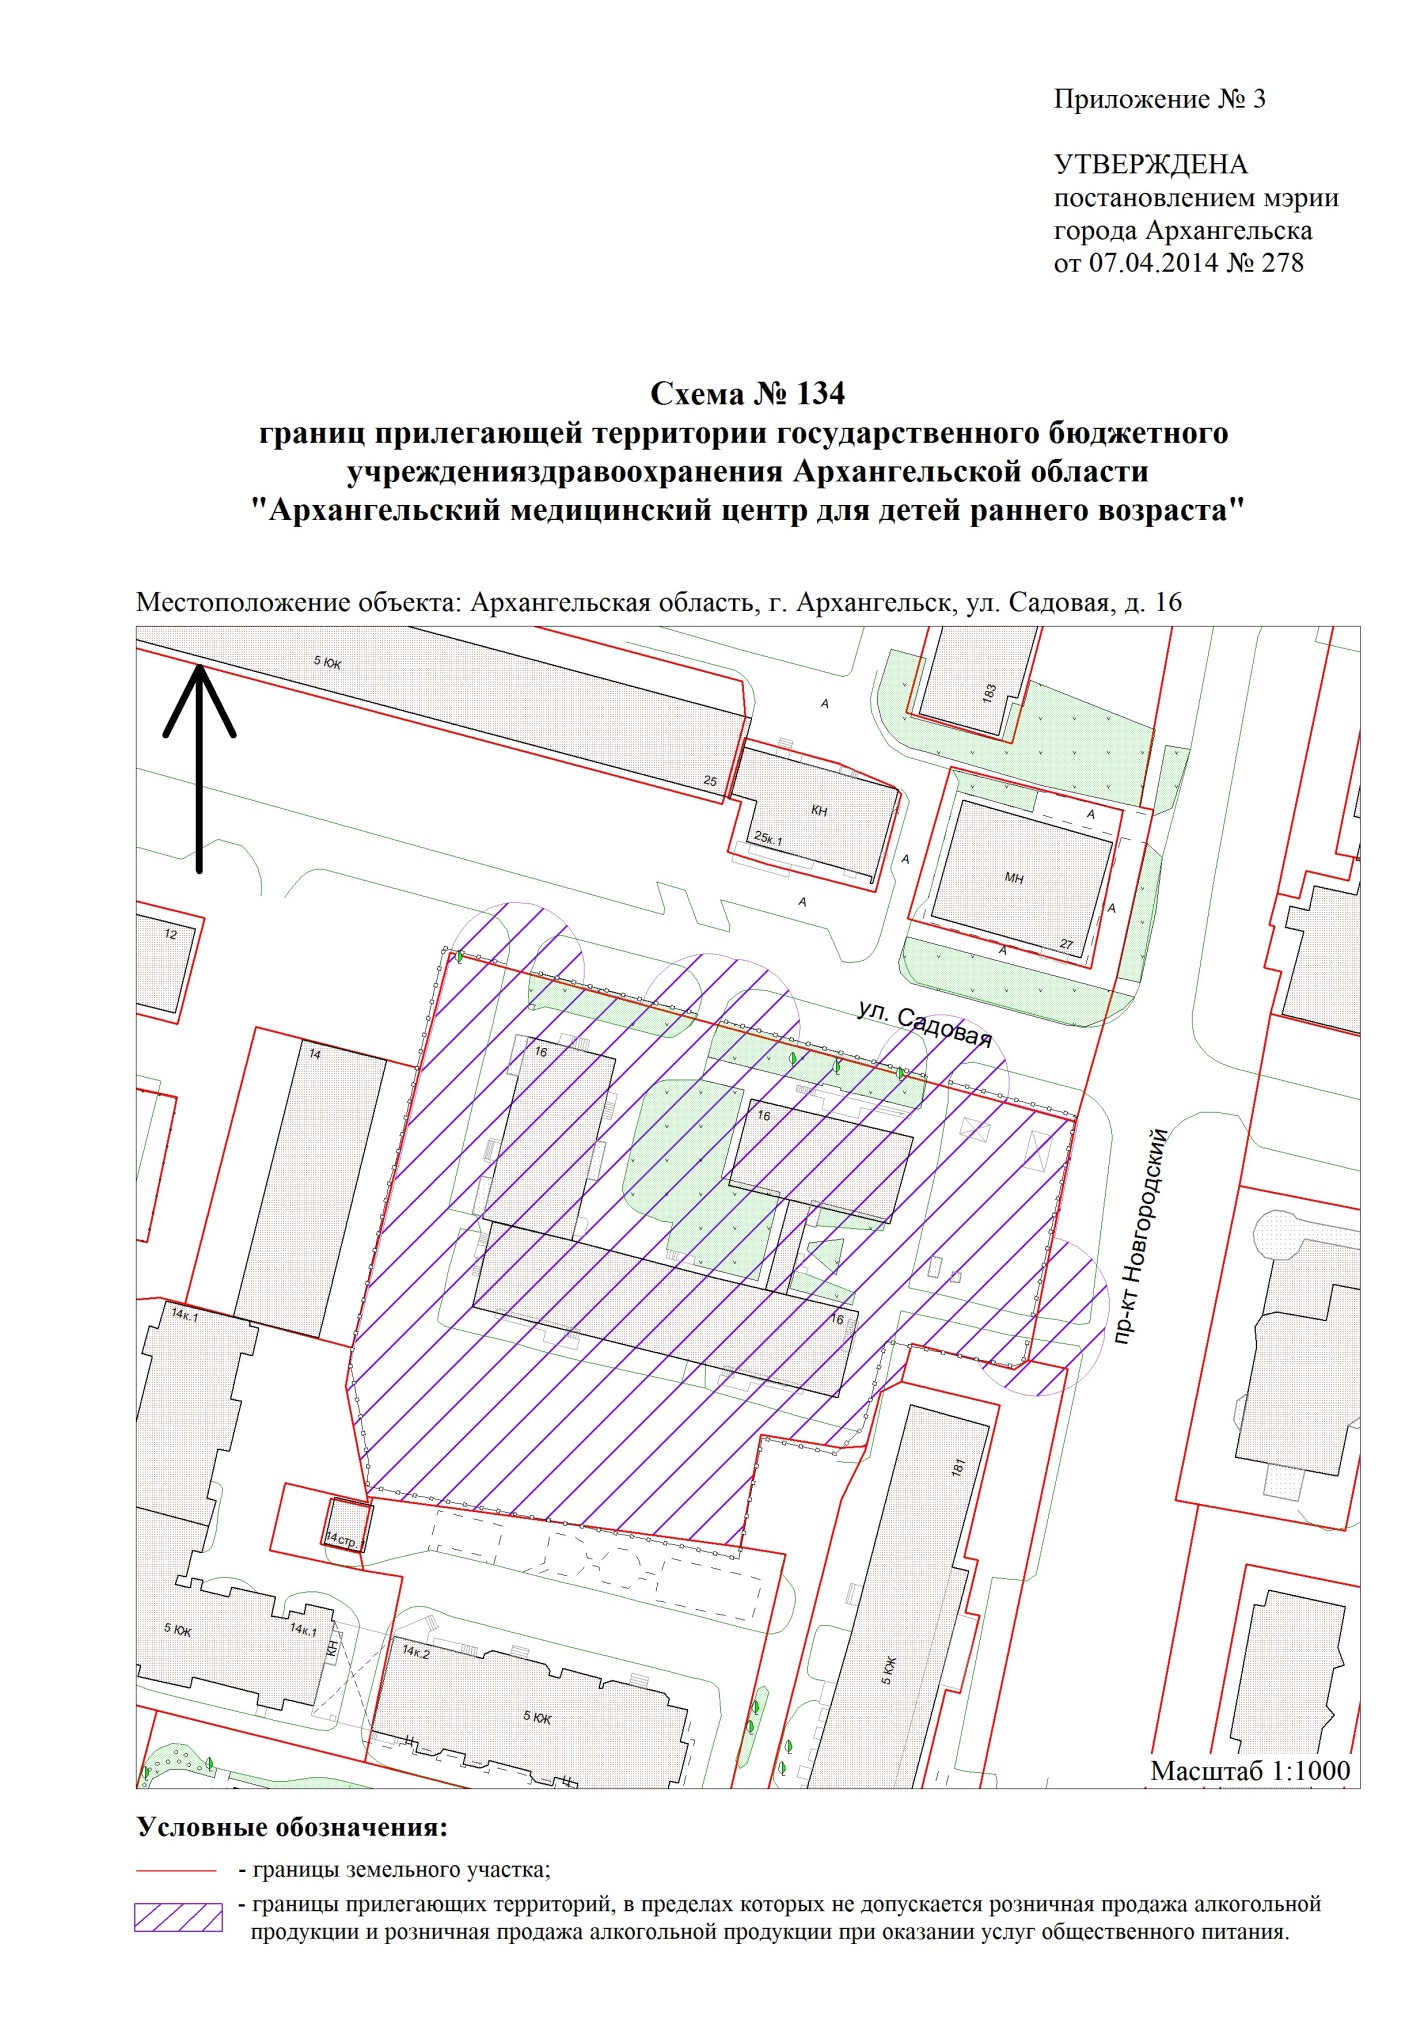 Приложение № 3
УТВЕРЖДЕНА
постановлением мэрии
города Архангельска
от 07.04.2014 № 278
Схема № 134
границ прилегающей территории государственного бюджетного
учрежденияздравоохранения Архангельской области
"Архангельский медицинский центр для детей раннего возраста"
Местоположение объекта: Архангельская область, г. Архангельск, ул. Садовая, д. 16
5 КЖ
183
А
25
КН
25к.1
А
А
МН
А
27
А
А
12
ул. Садовая
14
16
16
16
пр-кт Новгородский
14к.1
181
14стр.
5 КЖ
14к.1
КН
14к.2
5 КЖ
5 КЖ
Н
Н
Масштаб 1:1000
Условные обозначения:
- границы земельного участка;
- границы прилегающих территорий, в пределах которых не допускается розничная продажа алкогольной
продукции и розничная продажа алкогольной продукции при оказании услуг общественного питания.